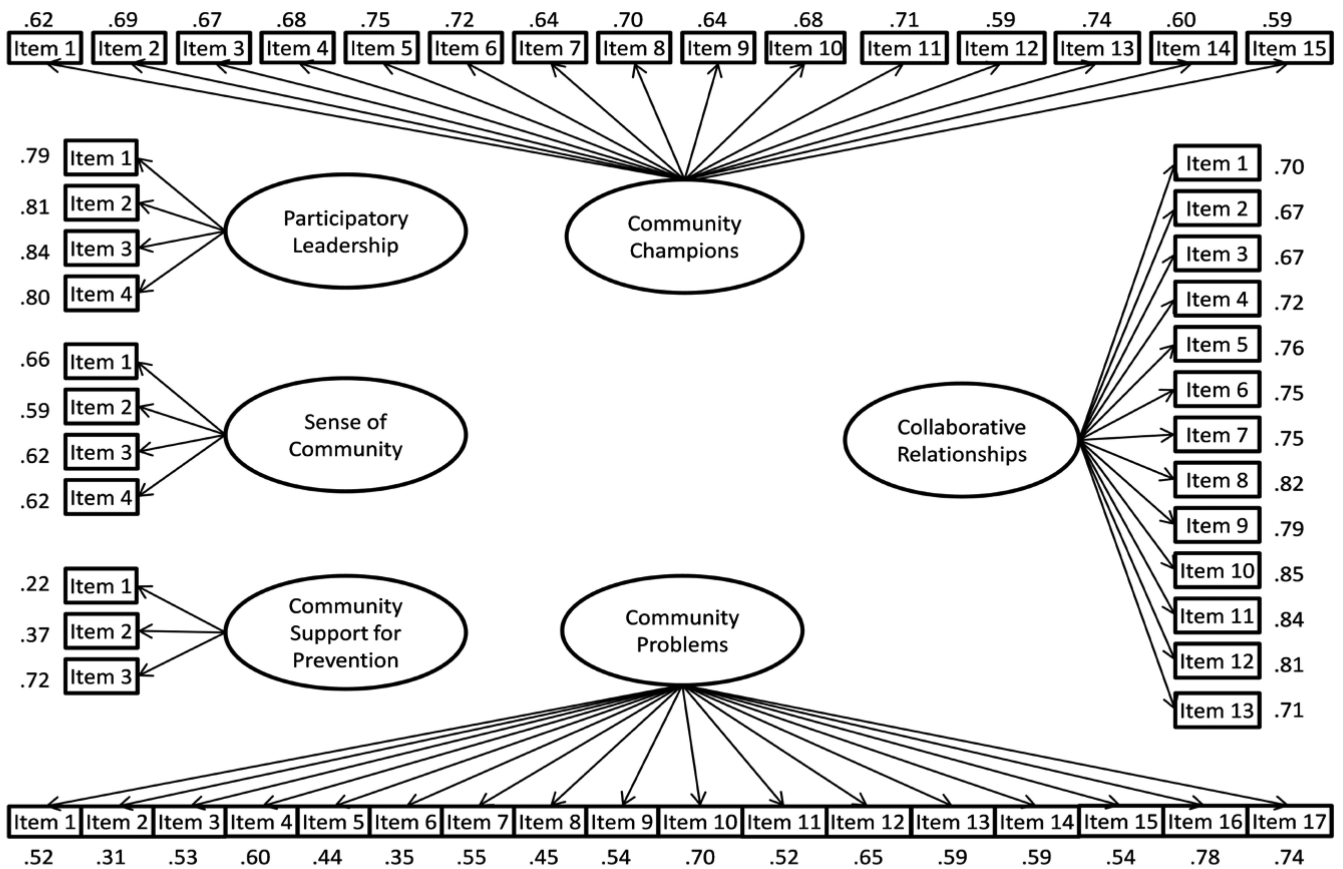 .62 .69 .67 .68 .75 .72 .64 .70 .64 .68 .71 .59 .74 .60 .59
Item 1 Item 2 Item 3 Item 4 Item 5 Item 6 Item 7 Item 8 Item 9 Item 10 Item 11 Item 12 Item 13 Item 14 Item 15
.79 Item 1
.81 Item 2
.84 Item 3
.80 Item 4
Participatory
Leadership
Community
Champions
.66 Item 1
.59 Item 2
.62 Item 3
.62 Item 4
Sense of
Community
Collaborative
Relationships
Item 1 .70
Item 2 .67
Item 3 .67
Item 4 .72
Item 5 .76
Item 6 .75
Item 7 .75
Item 8 .82
Item 9 .79
Item 10 .85
Item 11 .84
Item 12 .81
Item 13 .71
.22 Item 1
.37 Item 2
.72 Item 3
Community
Support for
Prevention
Community
Problems
Item 1 Item 2 Item 3 Item 4 Item 5 Item 6 Item 7 Item 8 Item 9 Item 10 Item 11 Item 12 Item 13 Item 14 Item 15 Item 16 Item 17
.52 .31 .53 .60 .44 .35 .55 .45 .54 .70 .52 .65 .59 .59 .54 .78 .74